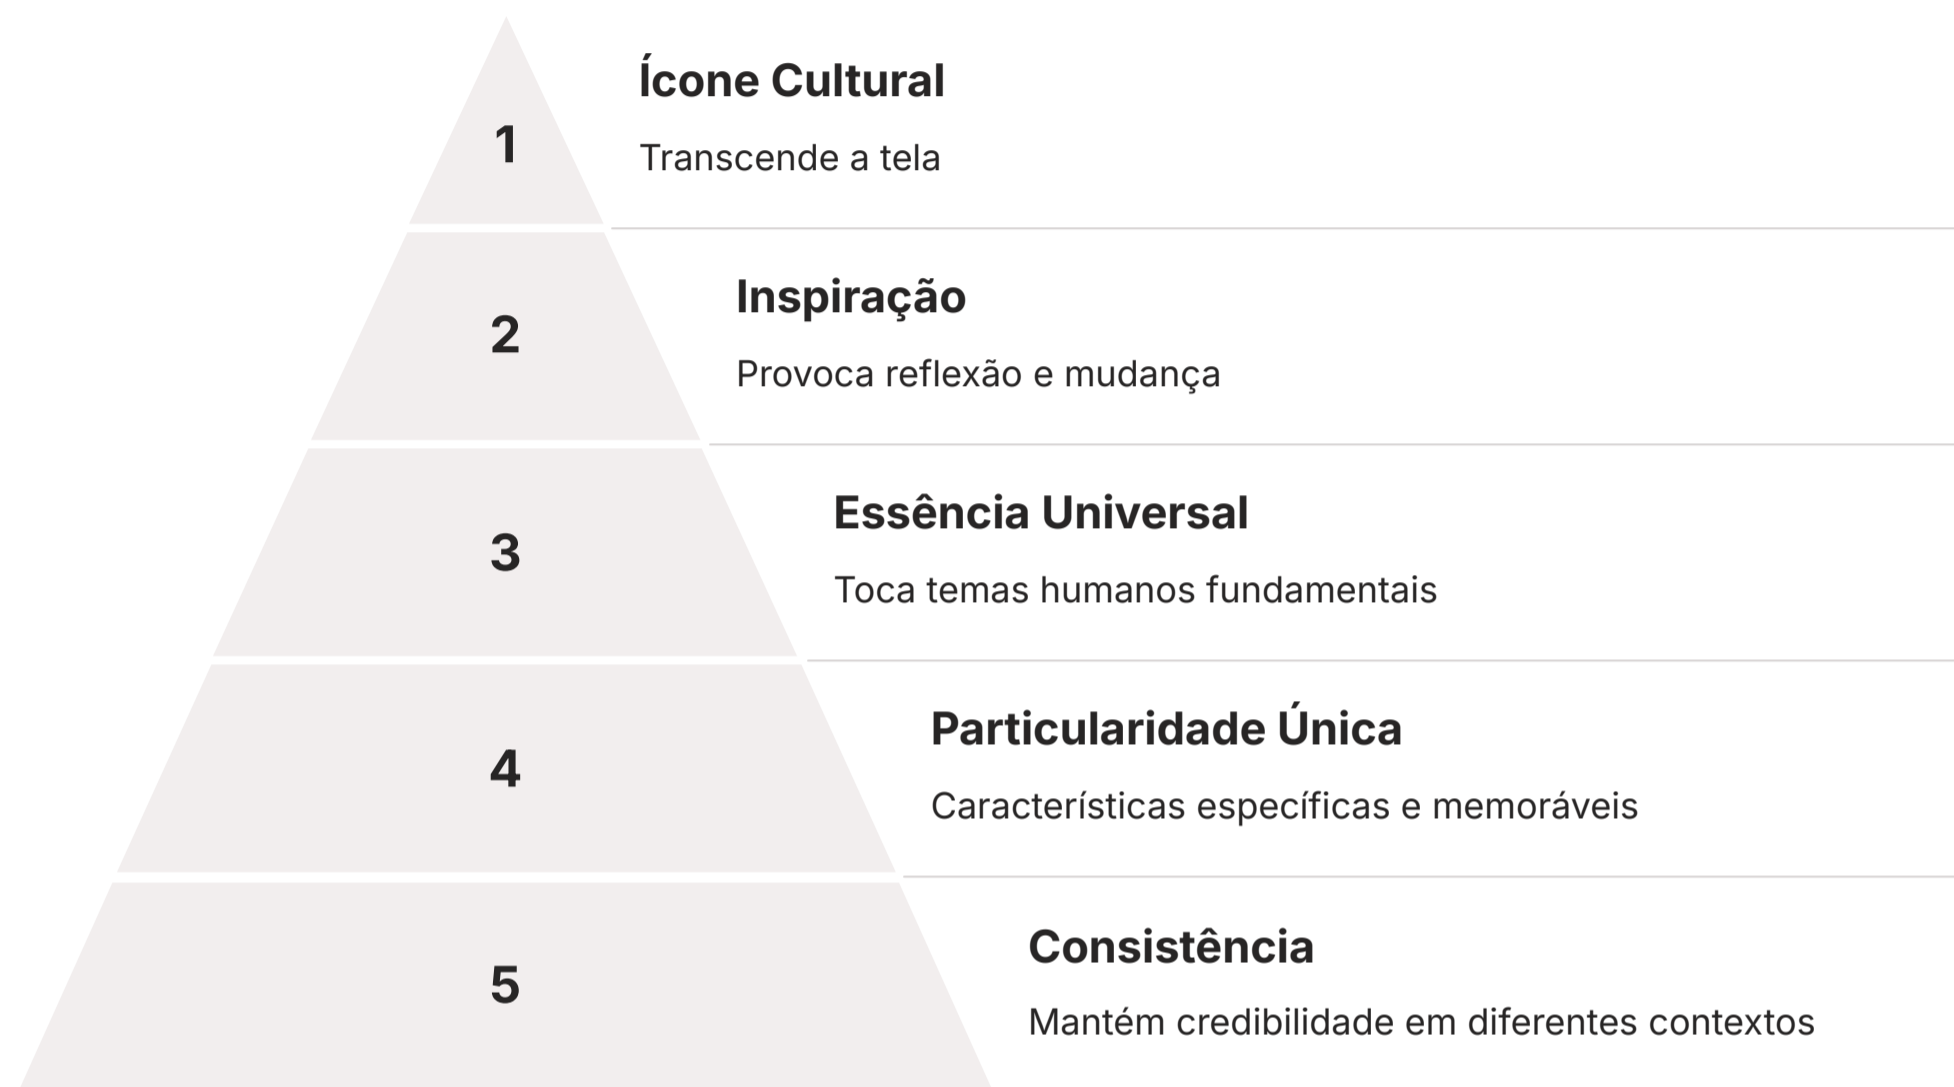 1
Ícone Cultural
Transcende a tela
2
Inspiração
Provoca reflexão e mudança
3
Essência Universal
Toca temas humanos fundamentais
4
Particularidade Única
Características específicas e memoráveis
5
Consistência
Mantém credibilidade em diferentes contextos